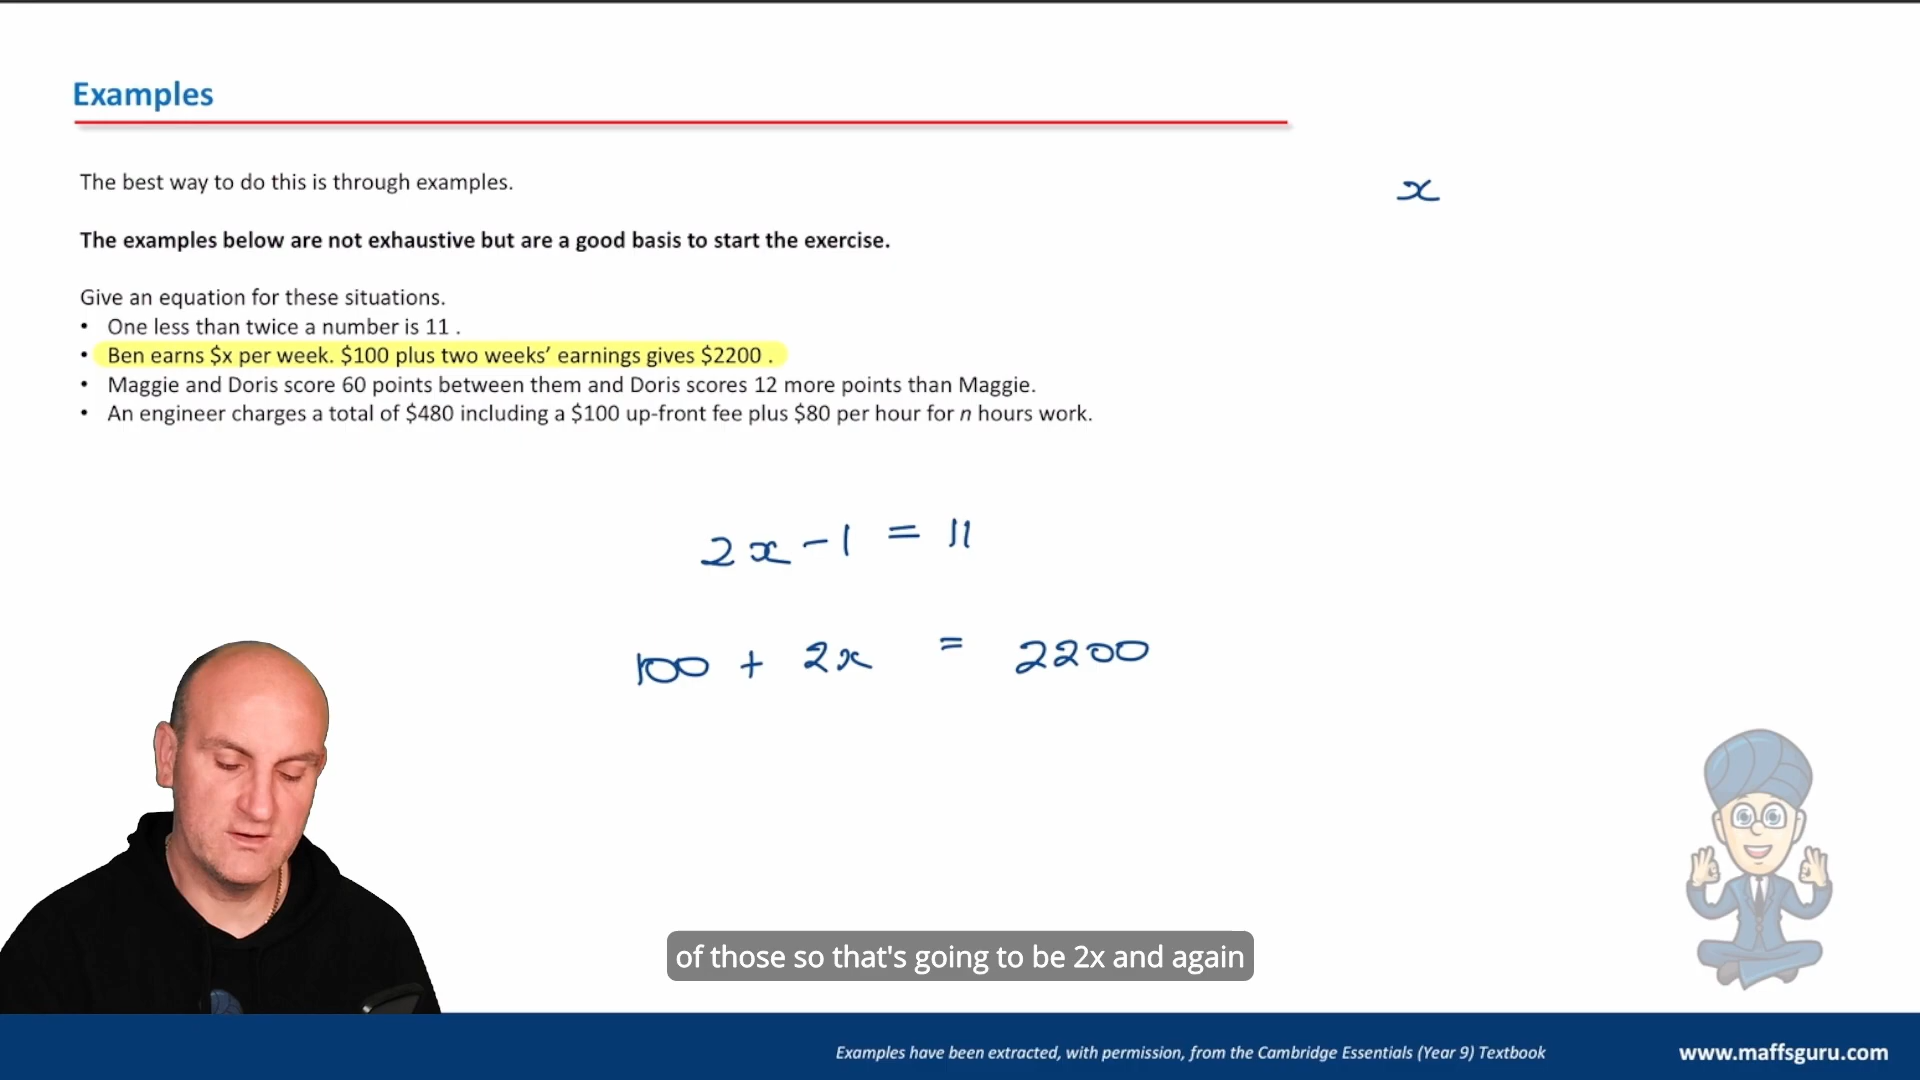 Examples
The best way to do this is through examples.
x
The examples below are not exhaustive but are a good basis to start the exercise.
Give an equation for these situations.
• One less than twice a number is 11 .
• Ben earns $x per week. $100 plus two weeks’ earnings gives $2200 .
• Maggie and Doris score 60 points between them and Doris scores 12 more points than Maggie.
• An engineer charges a total of $480 including a $100 up-front fee plus $80 per hour for n hours work.
2x - 1 = 11
100 + 2x = 2200
of those so that's going to be 2x and again
Examples have been extracted, with permission, from the Cambridge Essentials (Year 9) Textbook
www.maffsguru.com